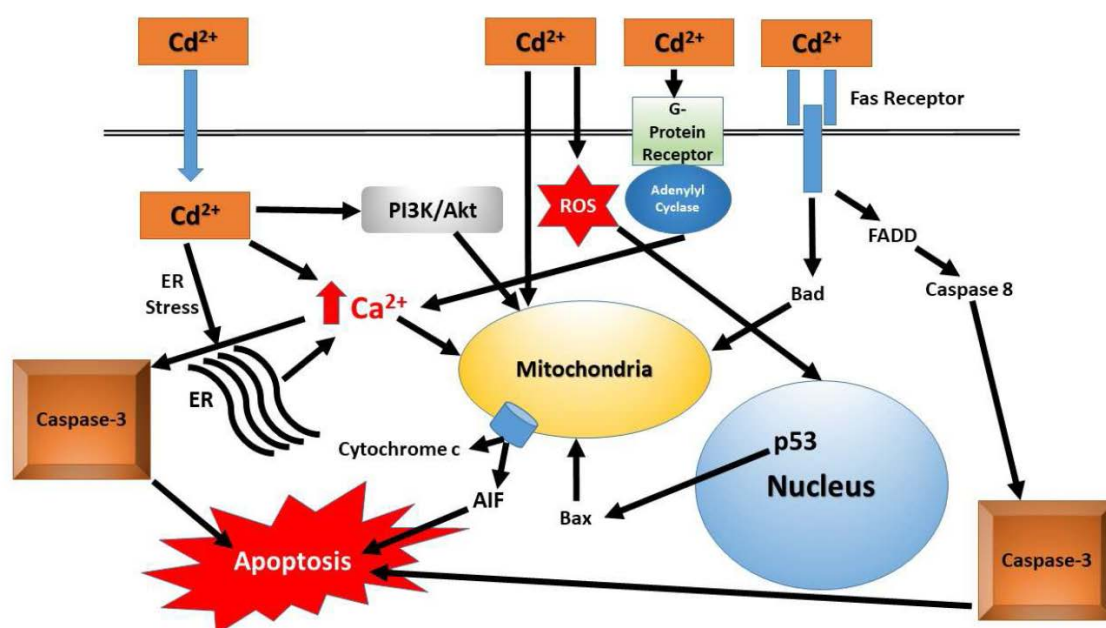 Cd²⁺
Cd²⁺
Cd²⁺
Cd²⁺
Fas Receptor
G-
Protein
Receptor
Cd²⁺
PI3K/Akt
ROS
Adenylyl
Cyclase
FADD
ER
Stress
Ca²⁺
Bad
Caspase 8
Mitochondria
Caspase-3
ER
Cytochrome c
p53
Nucleus
AIF
Bax
Apoptosis
Caspase-3